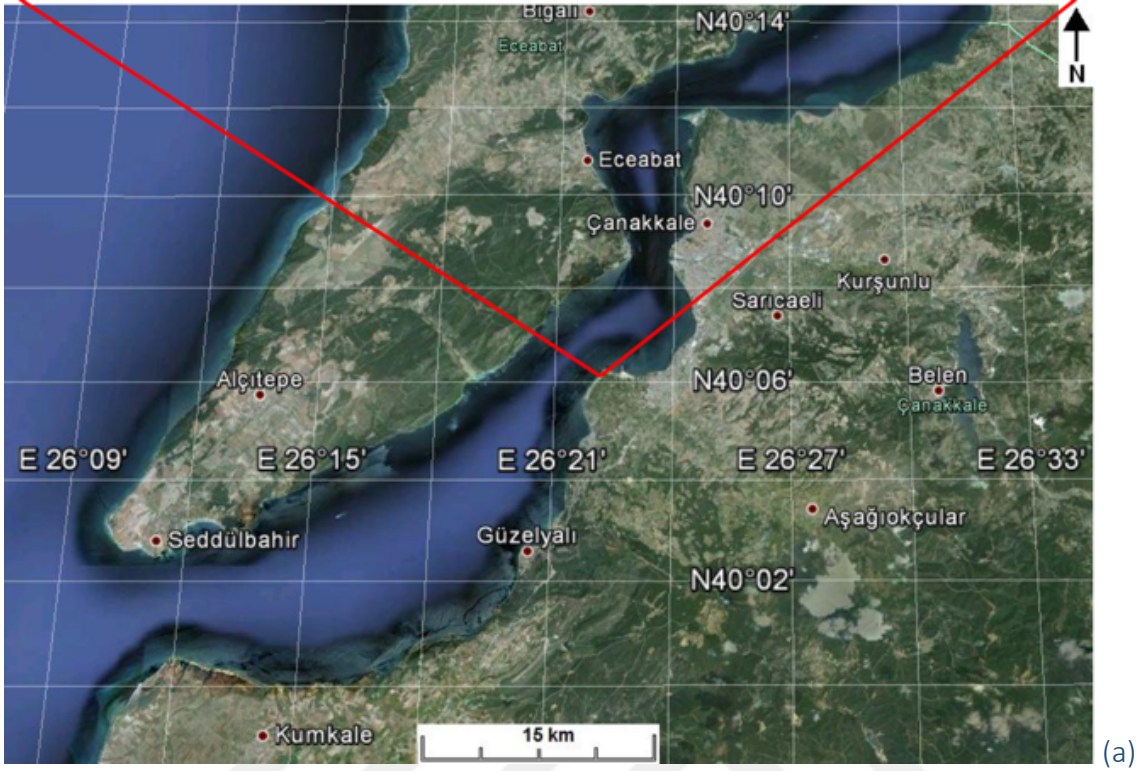 Bigalı
N40°14'
N
Eceabat
Eceabat
N40°10'
Çanakkale
Kurşunlu
Sarıcaeli
Alçıtepe
N40°06'
Belen
Çanakkale
E 26°09'
E 26°15'
E 26°21'
E 26°27'
E 26°33'
Aşağıokçular
Seddülbahir
Güzelyalı
N40°02'
Kumkale
15 km
(a)